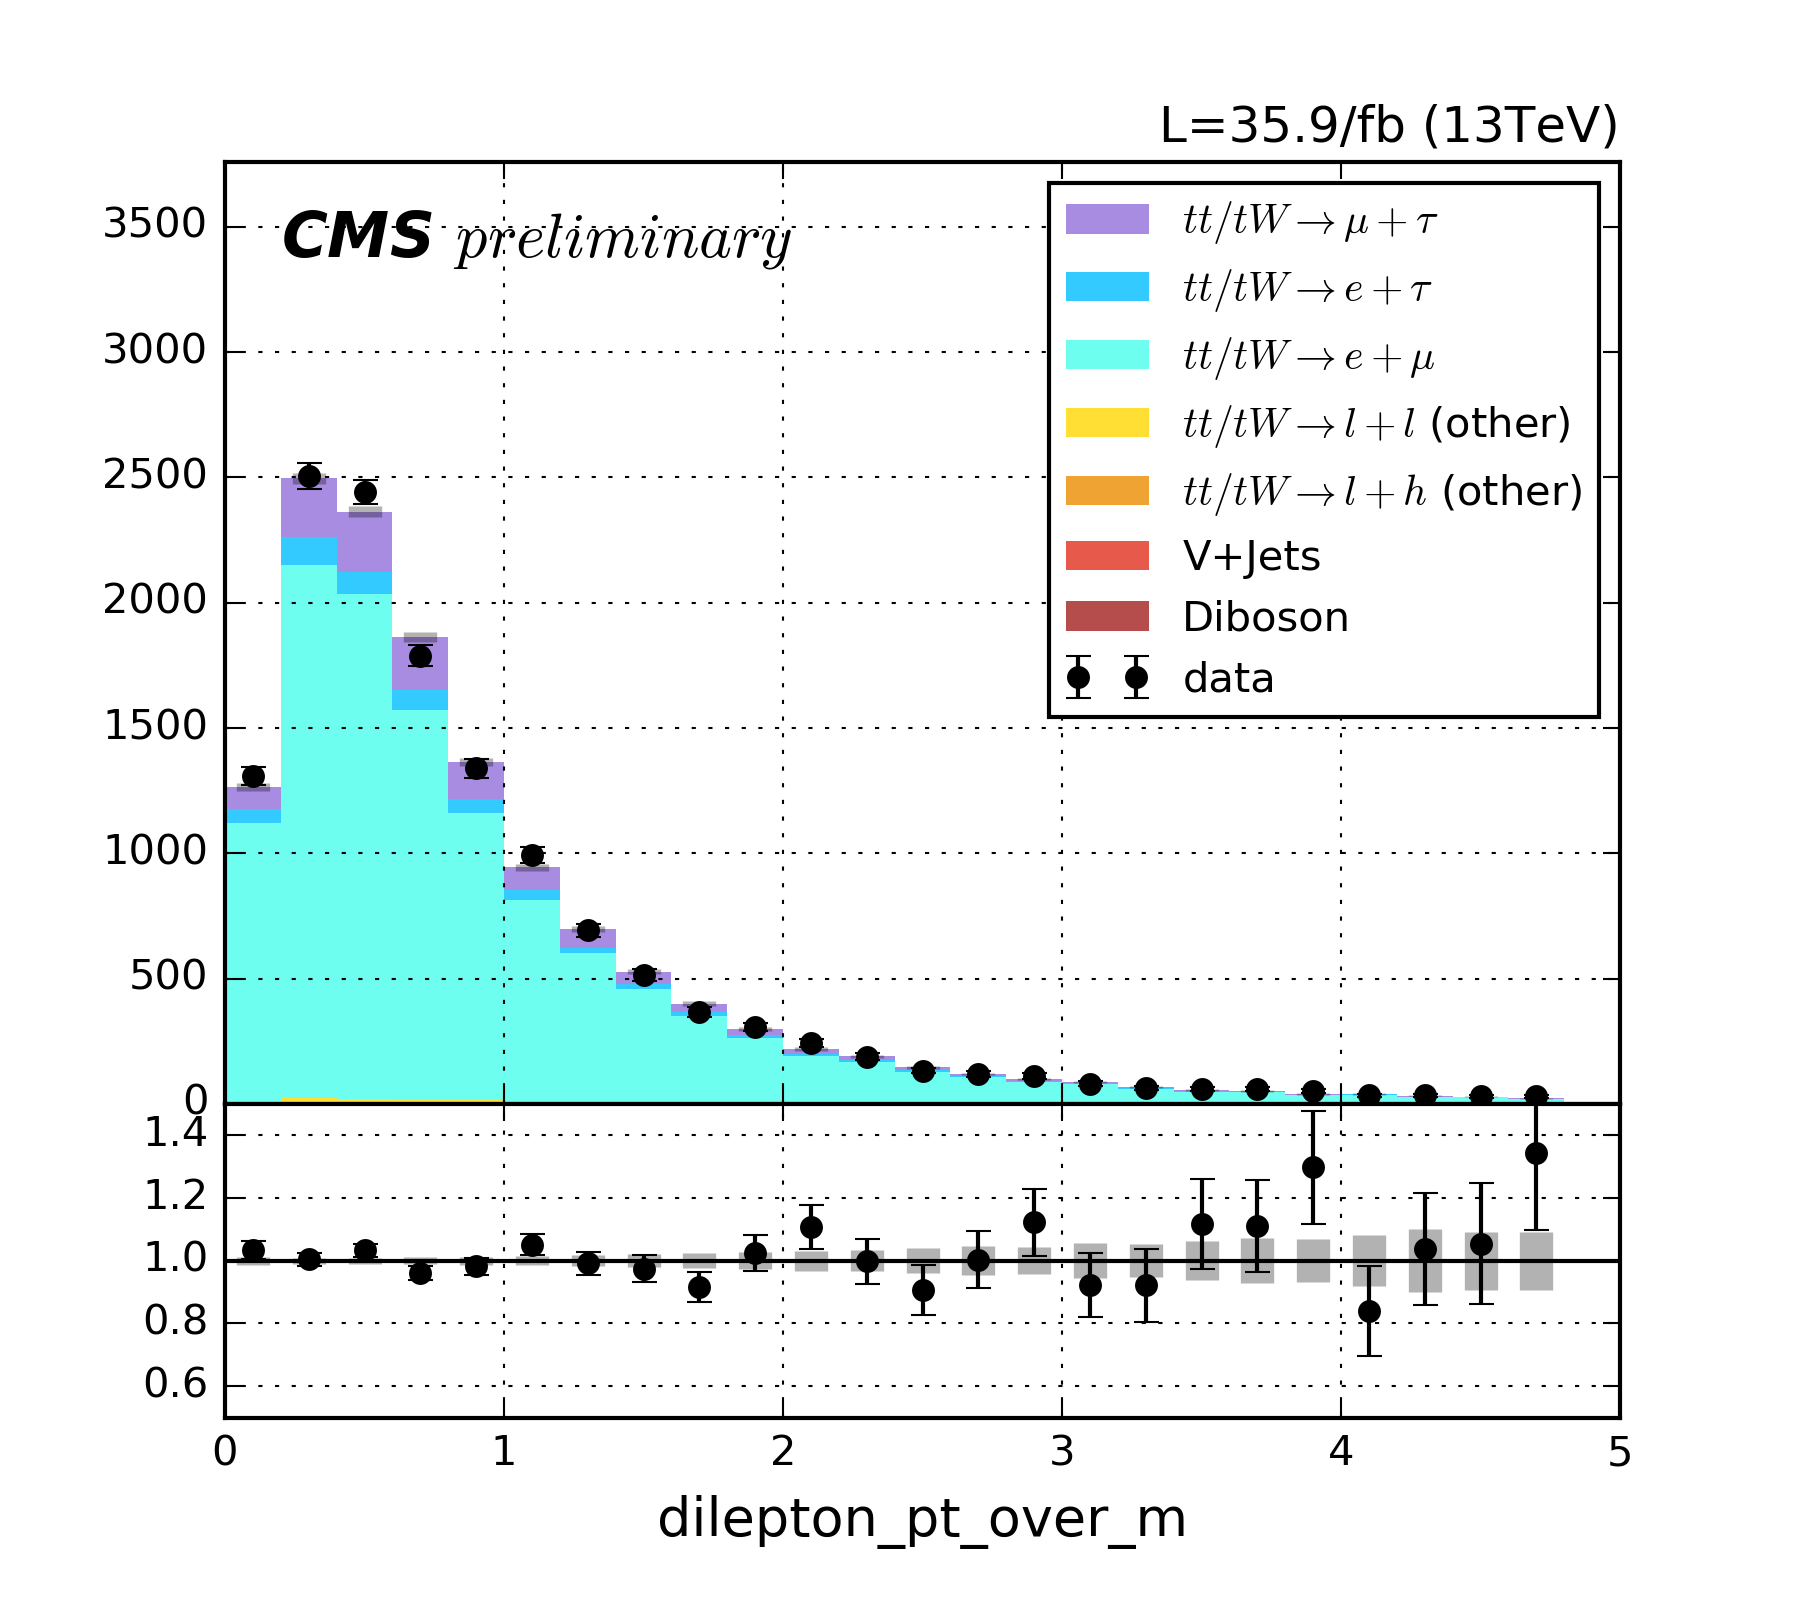 L=35.9/fb (13TeV)
CMS preliminary
3500
3000
2500
2000
1500
1000
500
0
tt/tW→μ+τ
tt/tW→e+τ
tt/tW→e+μ
tt/tW→l+l (other)
tt/tW→l+h (other)
V+Jets
Diboson
data
1.4
1.2
1.0
0.8
0.6
0 1 2 3 4 5
dilepton_pt_over_m